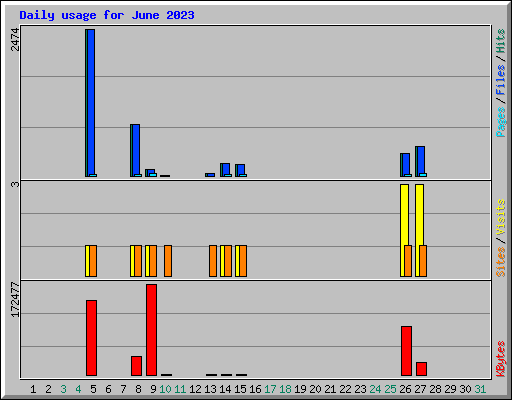 Daily usage for June 2023
2474
Pages / Files / Hits
3
Sites / Visits
172477
KBytes
1 2 3 4 5 6 7 8 9 10 11 12 13 14 15 16 17 18 19 20 21 22 23 24 25 26 27 28 29 30 31